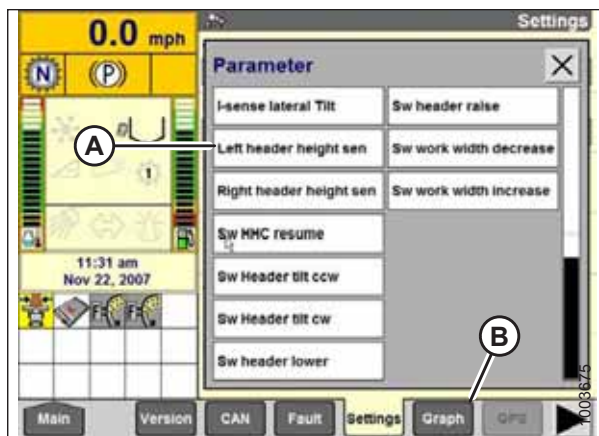 0.0 mph
Settings
N
(P)
Parameter
X
I-sense lateral Tilt
Sw header raise
A
Left header height sen
Sw work width decrease
1
Right header height sen
Sw work width increase
Sw HHC resume
11:31 am
Nov 22, 2007
Sw Header tilt ccw
Sw Header tilt cw
B
Sw header lower
1003675
Main
Version
CAN
Fault
Settings
Graph
GPS